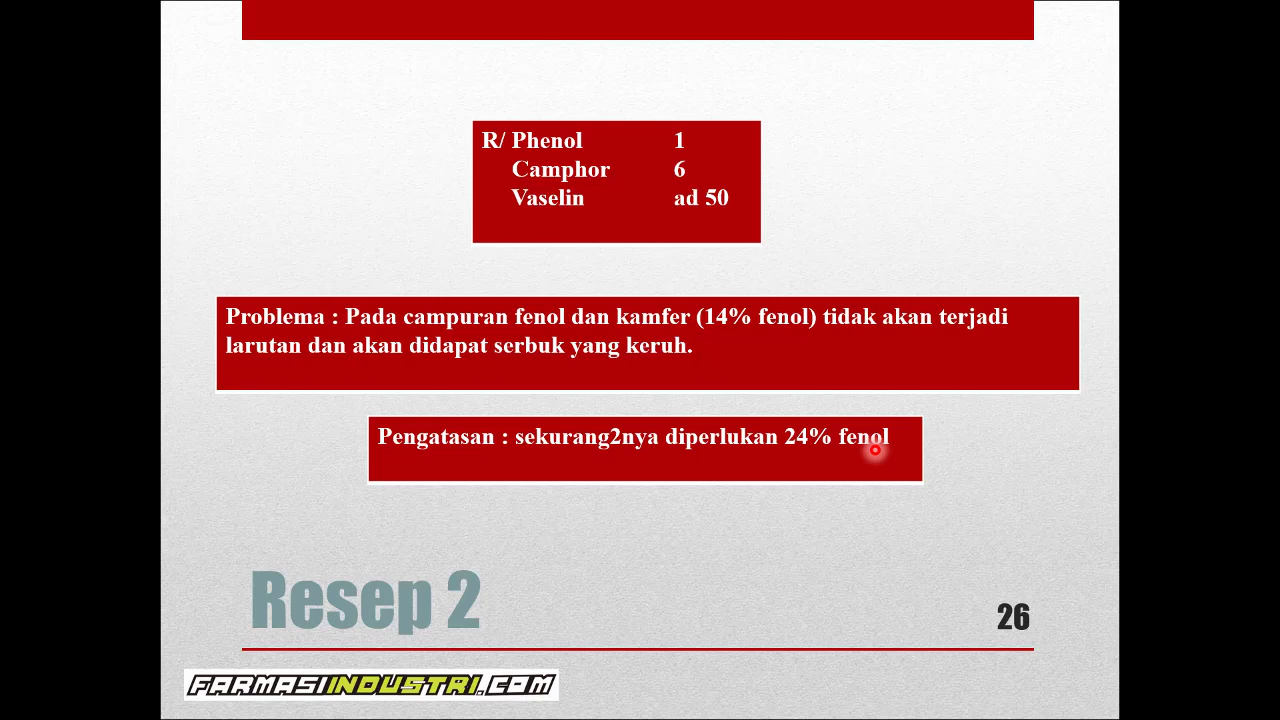 R/ Phenol 1
Camphor 6
Vaselin ad 50
Problema : Pada campuran fenol dan kamfer (14% fenol) tidak akan terjadi
larutan dan akan didapat serbuk yang keruh.
Pengatasan : sekurang2nya diperlukan 24% fenol
Resep 2
26
FARMASIINDUSTRI.COM